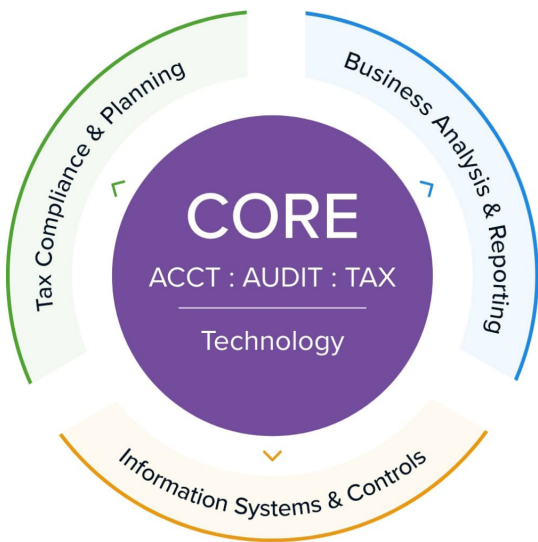 Tax Compliance & Planning
Business Analysis & Reporting
CORE
ACCT : AUDIT : TAX
Technology
Information Systems & Controls